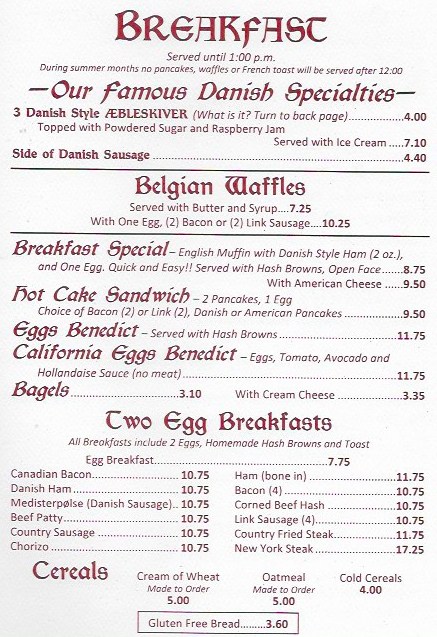 BREAKFAST
Served until 1:00 p.m.
During summer months no pancakes, waffles or French toast will be served after 12:00
—Our Famous Danish Specialties—
3 Danish Style ÆBLESKIVER (What is it? Turn to back page)................4.00
Topped with Powdered Sugar and Raspberry Jam
Served with Ice Cream .....7.10
Side of Danish Sausage ................................................................4.40
Belgian Waffles
Served with Butter and Syrup....7.25
With One Egg, (2) Bacon or (2) Link Sausage....10.25
Breakfast Special – English Muffin with Danish Style Ham (2 oz.),
and One Egg. Quick and Easy!! Served with Hash Browns, Open Face......8.75
With American Cheese .....9.50
Hot Cake Sandwich – 2 Pancakes, 1 Egg
Choice of Bacon (2) or Link (2), Danish or American Pancakes ................9.50
Eggs Benedict – Served with Hash Browns ................................11.75
California Eggs Benedict – Eggs, Tomato, Avocado and
Hollandaise Sauce (no meat)................................................................11.75
Bagels................................3.10 With Cream Cheese ................3.35
Two Egg Breakfasts
All Breakfasts include 2 Eggs, Homemade Hash Browns and Toast
Egg Breakfast................................................7.75
Canadian Bacon........................ 10.75 Ham (bone in) ........................11.75
Danish Ham............................ 10.75 Bacon (4) ............................10.75
Medisterpølse (Danish Sausage).. 10.75 Corned Beef Hash .................... 10.75
Beef Patty............................ 10.75 Link Sausage (4)......................10.75
Country Sausage ...................... 10.75 Country Fried Steak..................11.75
Chorizo .............................. 10.75 New York Steak ......................17.25
Cereals Cream of Wheat Oatmeal Cold Cereals
Made to Order Made to Order 4.00
5.00 5.00
Gluten Free Bread.......3.60